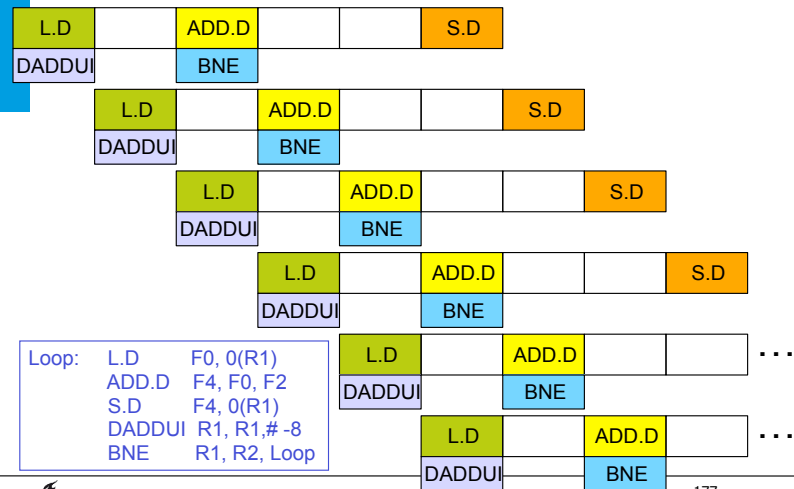 L.D ADD.D S.D
DADDUI BNE
L.D ADD.D S.D
DADDUI BNE
L.D ADD.D S.D
DADDUI BNE
L.D ADD.D S.D
DADDUI BNE
L.D ADD.D ...
DADDUI BNE
L.D ADD.D ...
DADDUI BNE
Loop: L.D F0, 0(R1)
ADD.D F4, F0, F2
S.D F4, 0(R1)
DADDUI R1, R1,# -8
BNE R1, R2, Loop
177